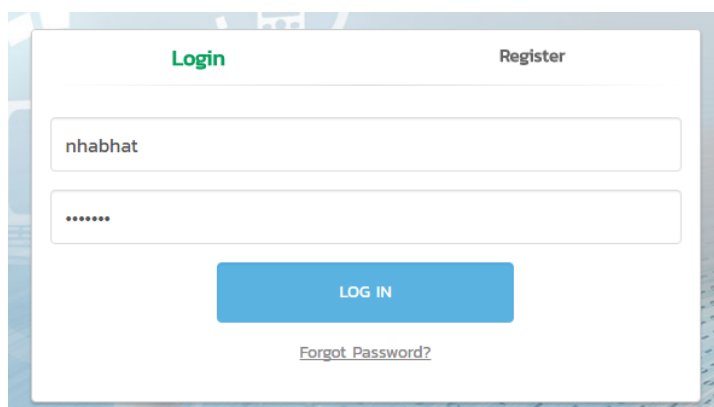 Login
Register
nhabhat
•••••••
LOG IN
Forgot Password?